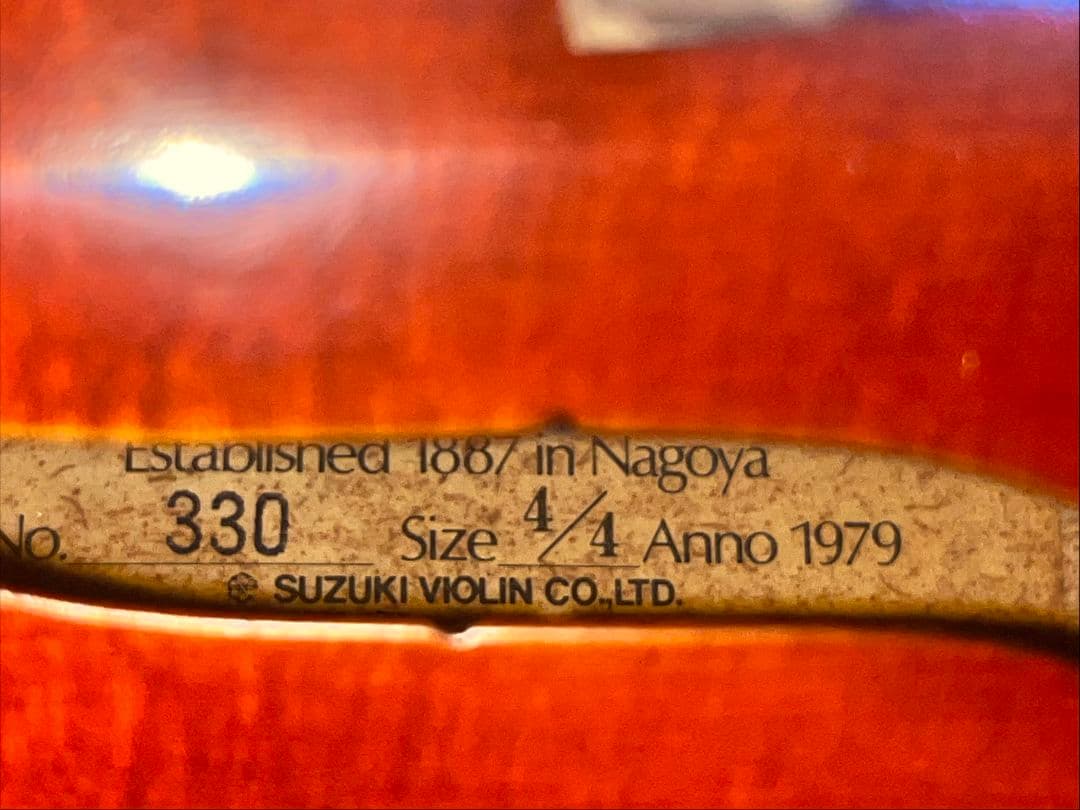 Established 1887 in Nagoya
No. 330 Size 4/4 Anno 1979
SUZUKI VIOLIN CO.,LTD.